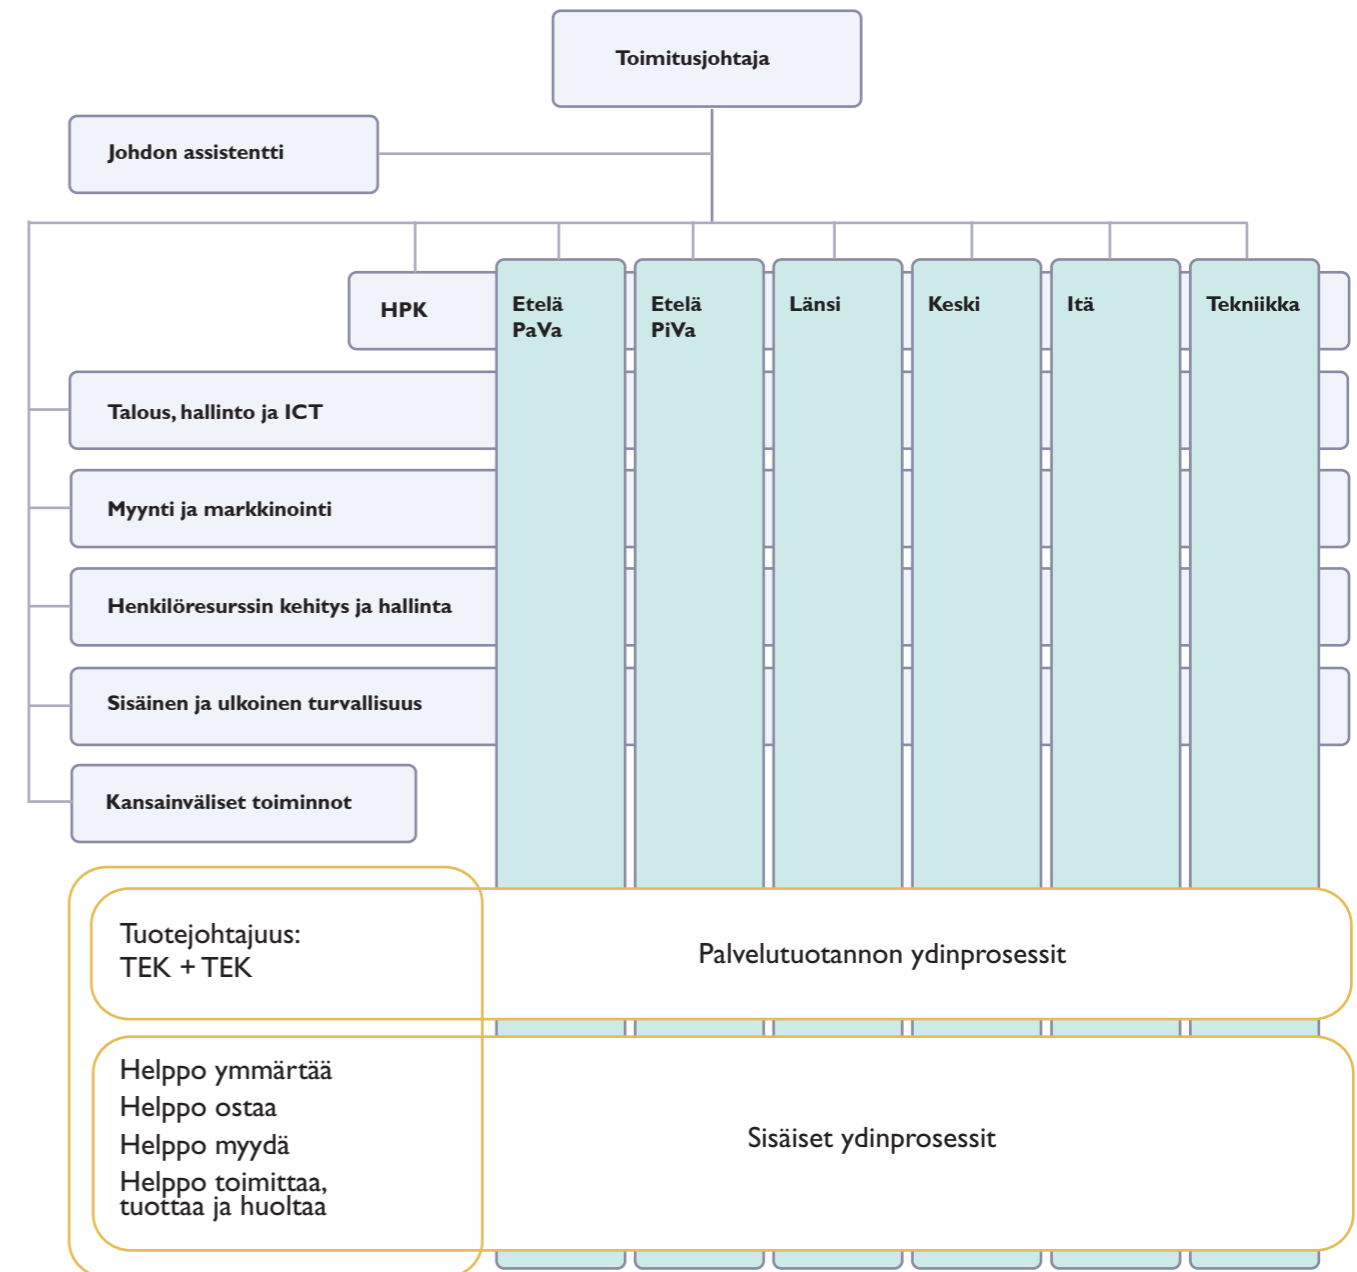 Toimitusjohtaja
Johdon assistentti
HPK
Etelä
PaVa
Etelä
PiVa
Länsi
Keski
Itä
Tekniikka
Talous, hallinto ja ICT
Myynti ja markkinointi
Henkilöresurssin kehitys ja hallinta
Sisäinen ja ulkoinen turvallisuus
Kansainväliset toiminnot
Tuotejohtajuus:
TEK + TEK
Palvelutuotannon ydinprosessit
Helppo ymmärtää
Helppo ostaa
Helppo myydä
Helppo toimittaa,
tuottaa ja huoltaa
Sisäiset ydinprosessit